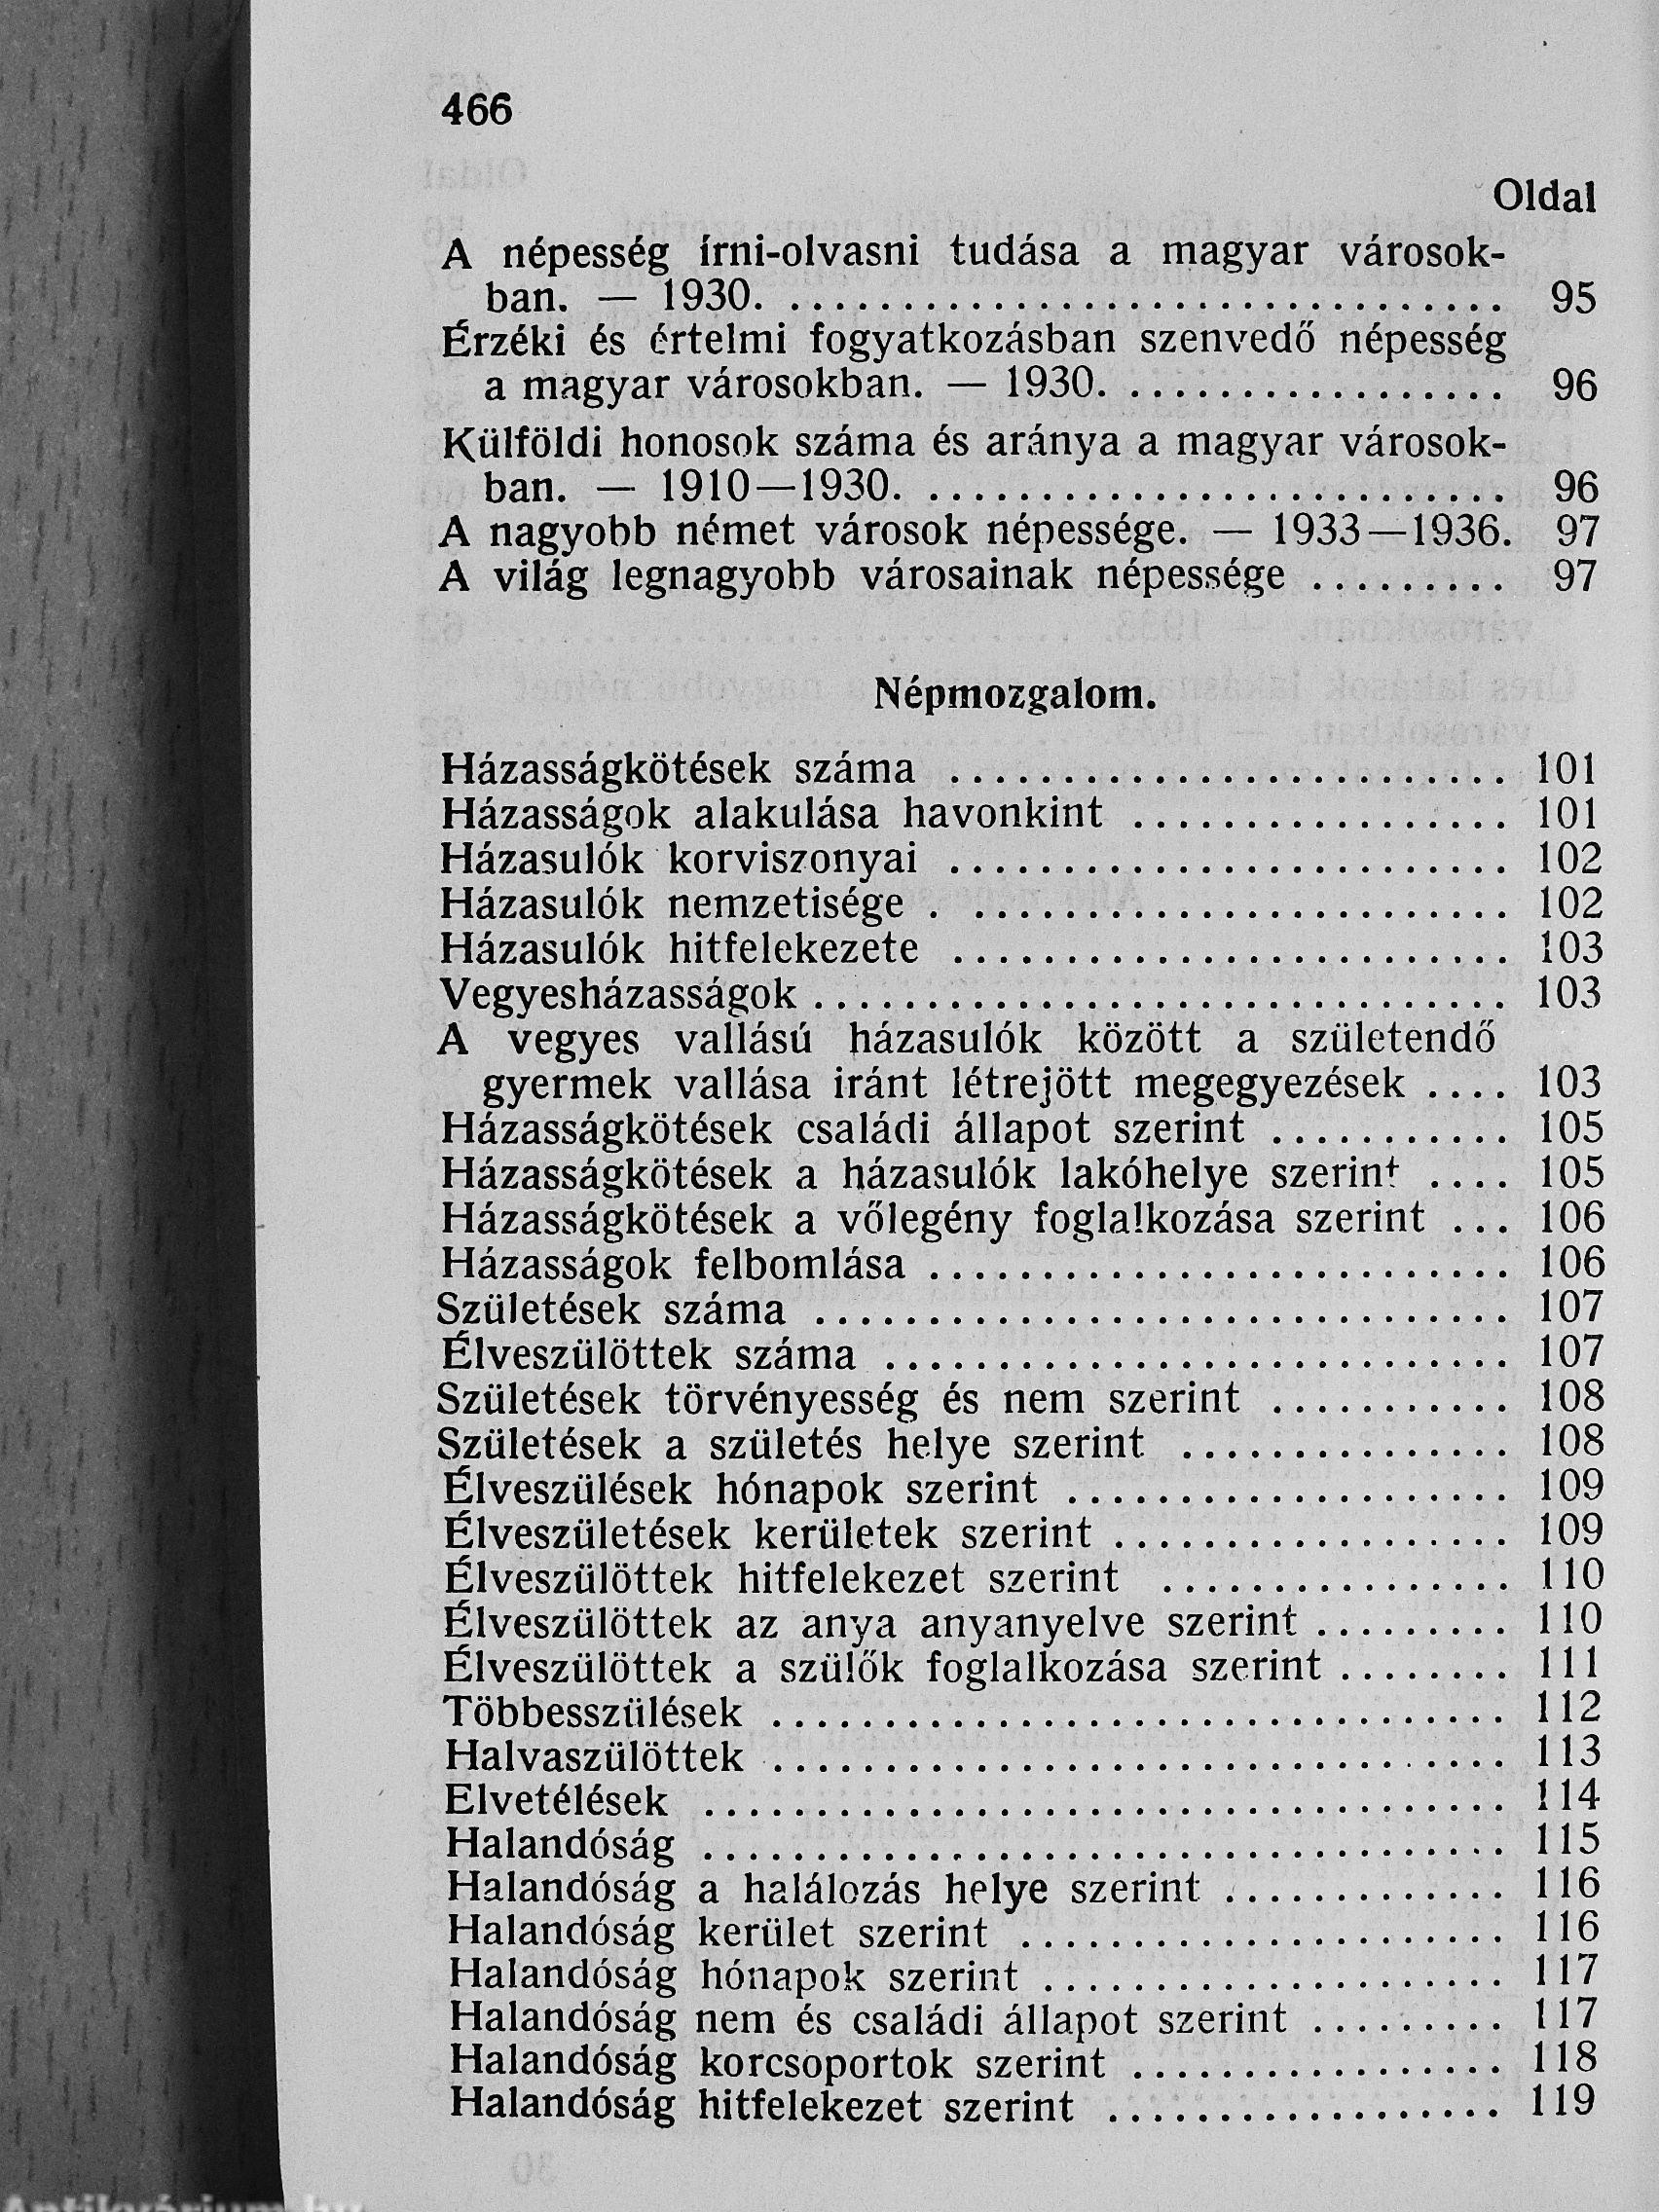 466
Oldal
A népesség írni-olvasni tudása a magyar városok-
ban. — 1930. ................................ 95
Érzéki és értelmi fogyatkozásban szenvedő népesség
a magyar városokban. — 1930. ................. 96
Külföldi honosok száma és aránya a magyar városok-
ban. — 1910—1930. .......................... 96
A nagyobb német városok népessége. — 1933—1936. 97
A világ legnagyobb városainak népessége ......... 97
Népmozgalom.
Házasságkötések száma ......................... 101
Házasságok alakulása havonkint ................. 101
Házasulók korviszonyai ......................... 102
Házasulók nemzetisége . ........................ 102
Házasulók hitfelekezete ......................... 103
Vegyesházasságok ............................... 103
A vegyes vallású házasulók között a születendő
gyermek vallása iránt létrejött megegyezések .... 103
Házasságkötések családi állapot szerint ........... 105
Házasságkötések a házasulók lakóhelye szerint .... 105
Házasságkötések a vőlegény foglalkozása szerint ... 106
Házasságok felbomlása .......................... 106
Születések száma ............................... 107
Élveszülöttek száma ............................ 107
Születések törvényesség és nem szerint ........... 108
Születések a születés helye szerint ............... 108
Élveszülések hónapok szerint .................... 109
Élveszületések kerületek szerint .................. 109
Élveszülöttek hitfelekezet szerint ................ 110
Élveszülöttek az anya anyanyelve szerint ......... 110
Élveszülöttek a szülők foglalkozása szerint ........ 111
Többesszülések ................................. 112
Halvaszülöttek ................................. 113
Elvetélések .................................... 114
Halandóság .................................... 115
Halandóság a halálozás helye szerint ............. 116
Halandóság kerület szerint ...................... 116
Halandóság hónapok szerint ..................... 117
Halandóság nem és családi állapot szerint ......... 117
Halandóság korcsoportok szerint ................. 118
Halandóság hitfelekezet szerint .................. 119